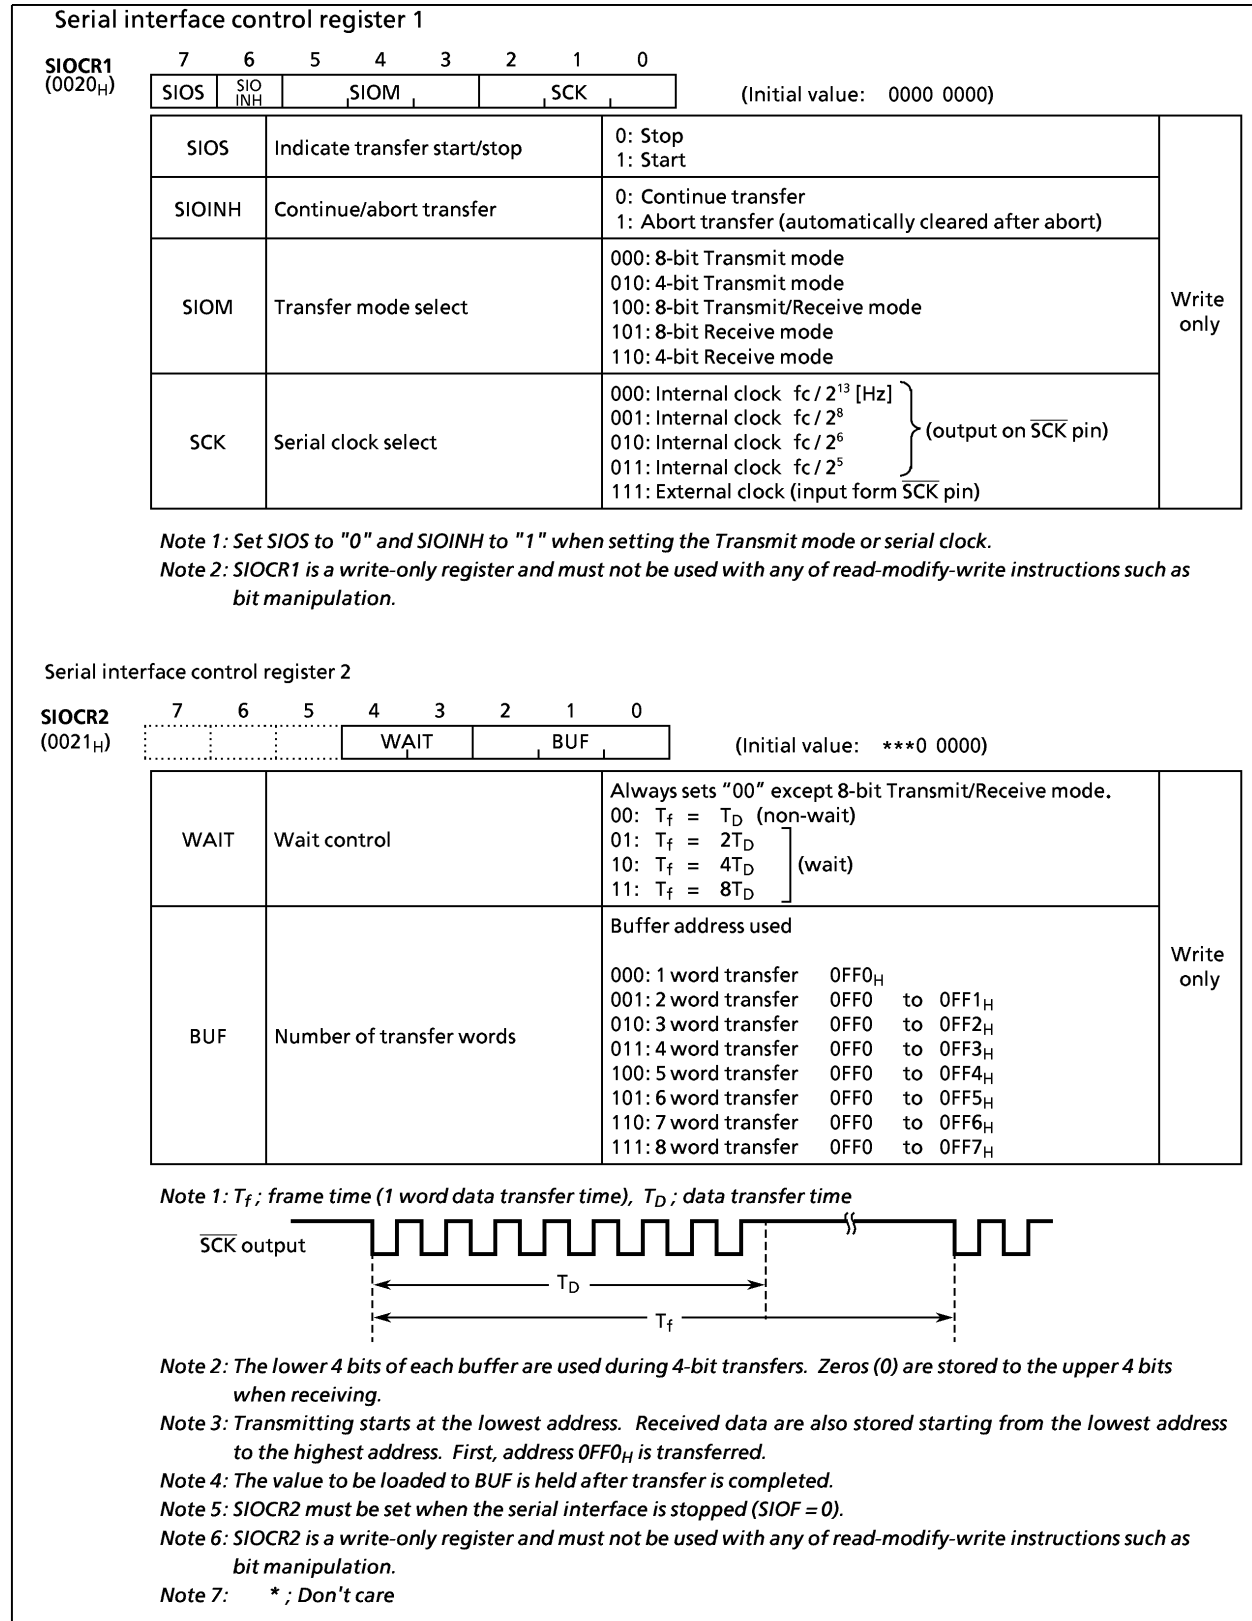 Serial interface control register 1
SIOCR1 (0020H)
7 6 5 4 3 2 1 0
SIOS SIO INH SIOM SCK (Initial value: 0000 0000)
SIOS Indicate transfer start/stop
0: Stop
1: Start
SIOINH Continue/abort transfer
0: Continue transfer
1: Abort transfer (automatically cleared after abort)
SIOM Transfer mode select
000: 8-bit Transmit mode
010: 4-bit Transmit mode
100: 8-bit Transmit/Receive mode
101: 8-bit Receive mode
110: 4-bit Receive mode
Write only
SCK Serial clock select
000: Internal clock fc / 2^13 [Hz]
001: Internal clock fc / 2^8
010: Internal clock fc / 2^6
011: Internal clock fc / 2^5
(output on SCK pin)
111: External clock (input form SCK pin)
Note 1: Set SIOS to "0" and SIOINH to "1" when setting the Transmit mode or serial clock.
Note 2: SIOCR1 is a write-only register and must not be used with any of read-modify-write instructions such as
bit manipulation.
Serial interface control register 2
SIOCR2 (0021H)
7 6 5 4 3 2 1 0
WAIT BUF (Initial value: ***0 0000)
WAIT Wait control
Always sets “00” except 8-bit Transmit/Receive mode.
00: Tf = TD (non-wait)
01: Tf = 2TD
10: Tf = 4TD
11: Tf = 8TD
(wait)
Write only
BUF Number of transfer words
Buffer address used
000: 1 word transfer 0FF0H
001: 2 word transfer 0FF0 to 0FF1H
010: 3 word transfer 0FF0 to 0FF2H
011: 4 word transfer 0FF0 to 0FF3H
100: 5 word transfer 0FF0 to 0FF4H
101: 6 word transfer 0FF0 to 0FF5H
110: 7 word transfer 0FF0 to 0FF6H
111: 8 word transfer 0FF0 to 0FF7H
Note 1: Tf ; frame time (1 word data transfer time), TD ; data transfer time
SCK output
TD
Tf
Note 2: The lower 4 bits of each buffer are used during 4-bit transfers. Zeros (0) are stored to the upper 4 bits
when receiving.
Note 3: Transmitting starts at the lowest address. Received data are also stored starting from the lowest address
to the highest address. First, address 0FF0H is transferred.
Note 4: The value to be loaded to BUF is held after transfer is completed.
Note 5: SIOCR2 must be set when the serial interface is stopped (SIOF = 0).
Note 6: SIOCR2 is a write-only register and must not be used with any of read-modify-write instructions such as
bit manipulation.
Note 7: * ; Don't care